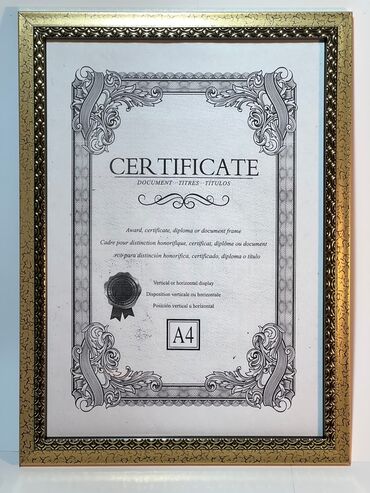 CERTIFICATE
DOCUMENT · TITRES · TÍTULOS
Award, certificate, diploma or document frame
Cadre pour distinction honorifique, certificat, diplôme ou document
para distinción honorífica, certificado, diploma o título
Vertical or horizontal display
Disposition verticale ou horizontale
Posición vertical u horizontal
A4